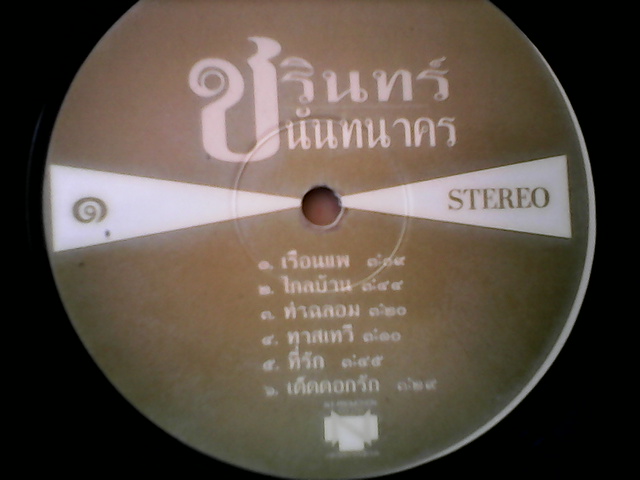 ชรินทร์
นันทนาคร
๑
STEREO
๑. เรือนแพ
๒. ไกลบ้าน ๓:๔๔
๓. ท่าฉลอม ๓:๒๐
๔. ทาสเทวี ๓:๑๐
๕. ที่รัก ๓:๔๕
๖. เด็ดดอกรัก ๓:๒๙